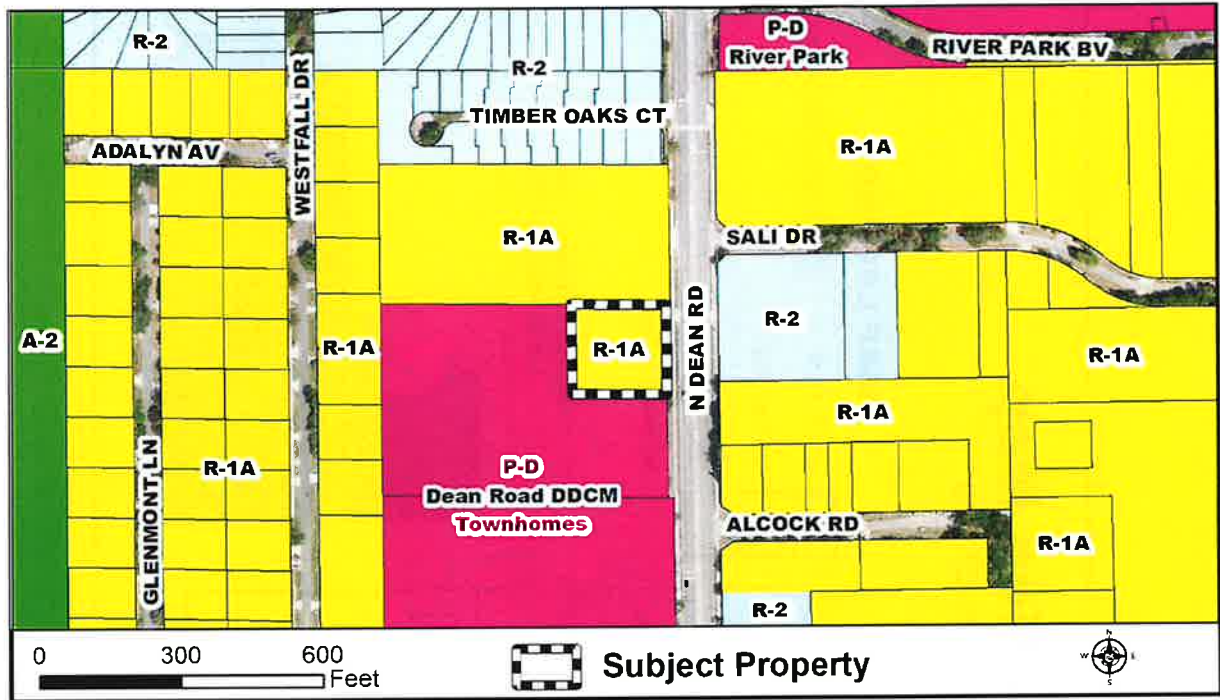 R-2
WESTFALL DR
R-2
P-D
River Park
RIVER PARK BV
TIMBER OAKS CT
ADALYN AV
R-1A
R-1A
SALI DR
A-2
R-1A
R-1A
N DEAN RD
R-2
R-1A
R-1A
GLENMONT LN
R-1A
P-D
Dean Road DDCM
Townhomes
ALCOCK RD
R-1A
R-2
0 300 600
Feet
Subject Property
N
W E
S